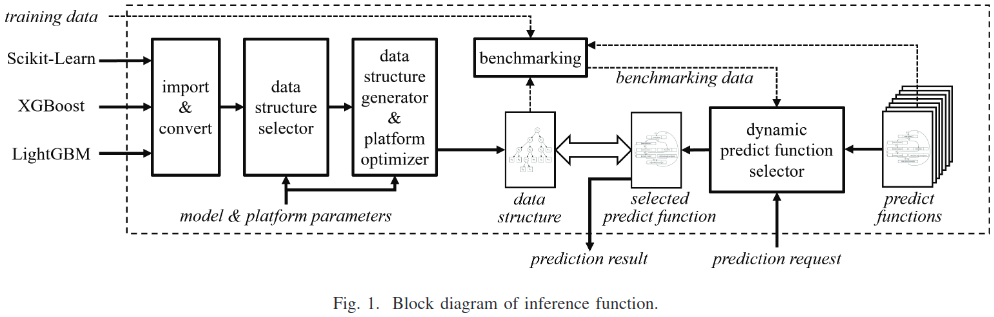 training data
Scikit-Learn
XGBoost
LightGBM
import
&
convert
data
structure
selector
data
structure
generator
&
platform
optimizer
model & platform parameters
benchmarking
benchmarking data
data
structure
selected
predict function
dynamic
predict function
selector
predict
functions
prediction result
prediction request
Fig. 1. Block diagram of inference function.